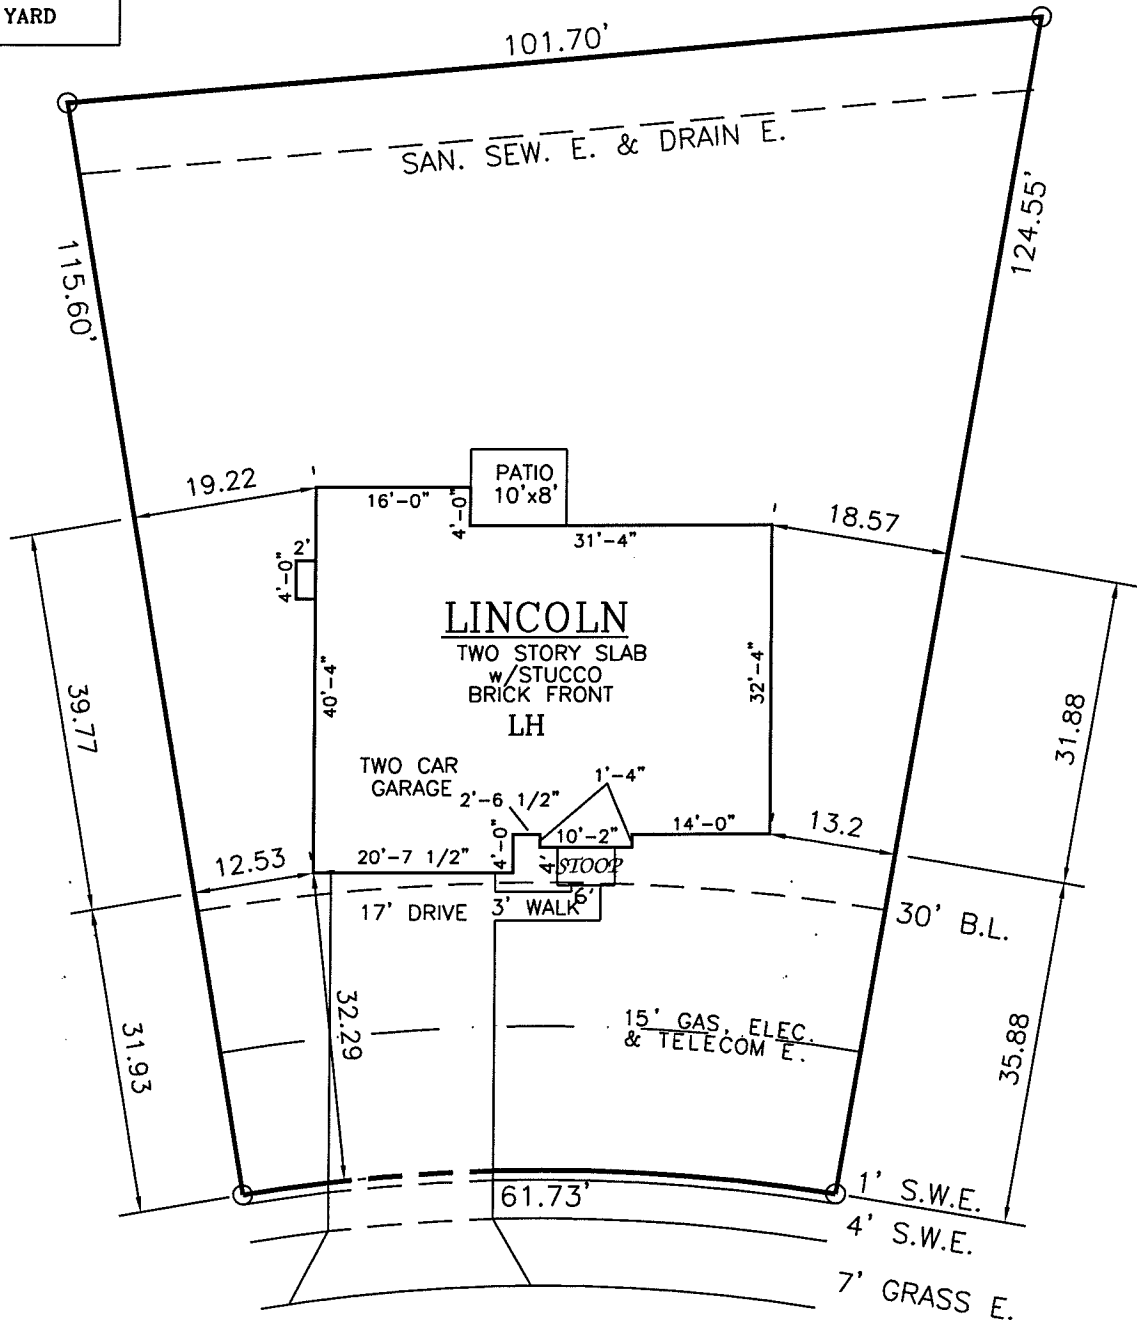 YARD
101.70'
SAN. SEW. E. & DRAIN E.
115.60'
124.55'
19.22
16'-0"
4'-0"
PATIO
10'x8'
31'-4"
18.57
2'
4'-0"
LINCOLN
TWO STORY SLAB
w/STUCCO
BRICK FRONT
LH
40'-4"
32'-4"
39.77
31.88
TWO CAR
GARAGE
2'-6 1/2"
1'-4"
12.53
20'-7 1/2"
4'-0"
10'-2"
14'-0"
13.2
4'
STOOP
6'
17' DRIVE
3' WALK
30' B.L.
32.29
15' GAS, ELEC.
& TELECOM E.
31.93
35.88
61.73'
1' S.W.E.
4' S.W.E.
7' GRASS E.